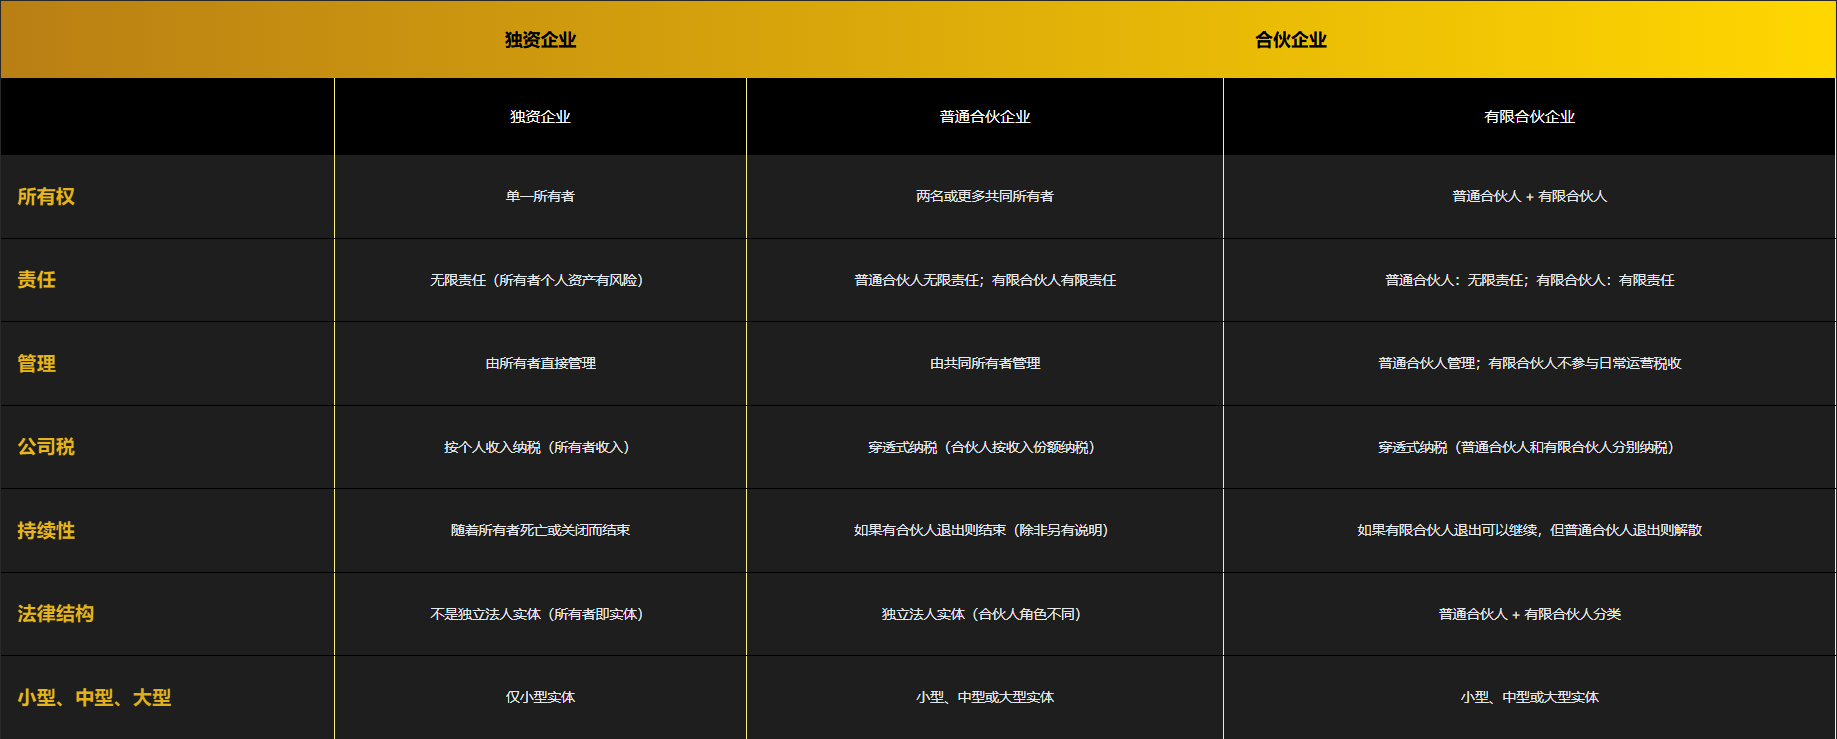 独资企业 合伙企业
独资企业 普通合伙企业 有限合伙企业
所有权 单一所有者 两名或更多共同所有者 普通合伙人 + 有限合伙人
责任 无限责任（所有者个人资产有风险） 普通合伙人无限责任；有限合伙人有限责任 普通合伙人：无限责任；有限合伙人：有限责任
管理 由所有者直接管理 由共同所有者管理 普通合伙人管理；有限合伙人不参与日常运营税收
公司税 按个人收入纳税（所有者收入） 穿透式纳税（合伙人按收入份额纳税） 穿透式纳税（普通合伙人和有限合伙人分别纳税）
持续性 随着所有者死亡或关闭而结束 如果有合伙人退出则结束（除非另有说明） 如果有限合伙人退出可以继续，但普通合伙人退出则解散
法律结构 不是独立法人实体（所有者即实体） 独立法人实体（合伙人角色不同） 普通合伙人 + 有限合伙人分类
小型、中型、大型 仅小型实体 小型、中型或大型实体 小型、中型或大型实体